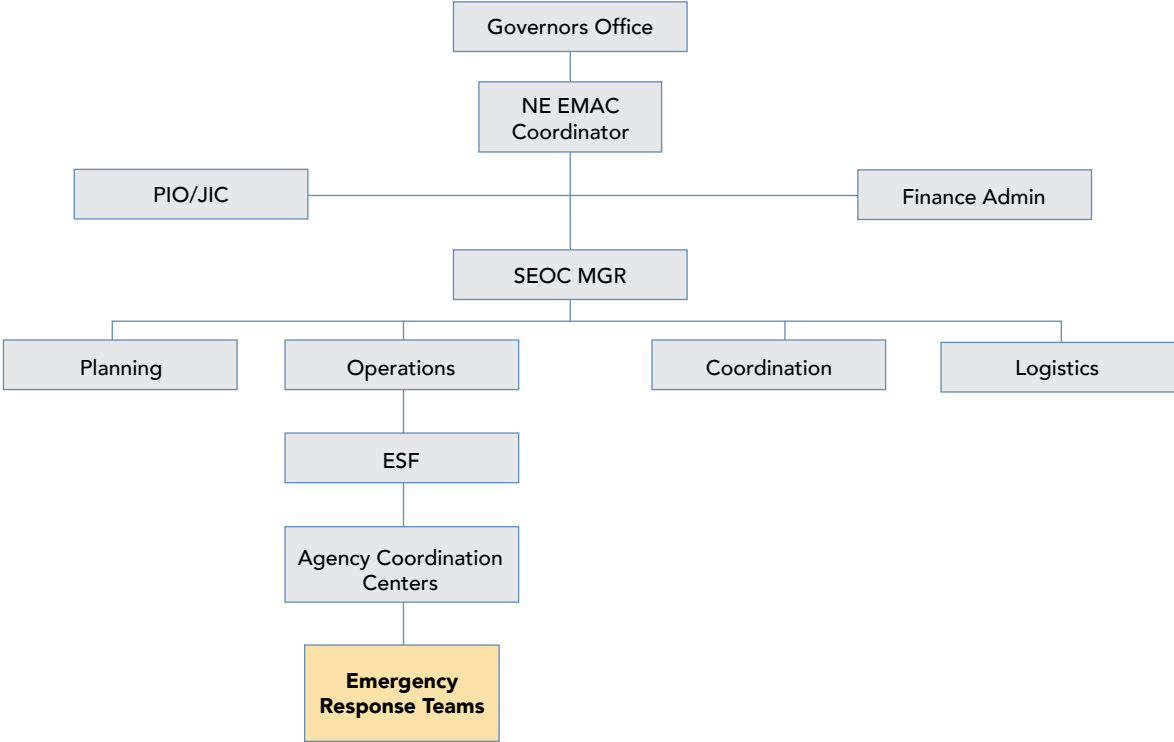 Governors Office
NE EMAC
Coordinator
PIO/JIC
Finance Admin
SEOC MGR
Planning
Operations
Coordination
Logistics
ESF
Agency Coordination
Centers
Emergency
Response Teams